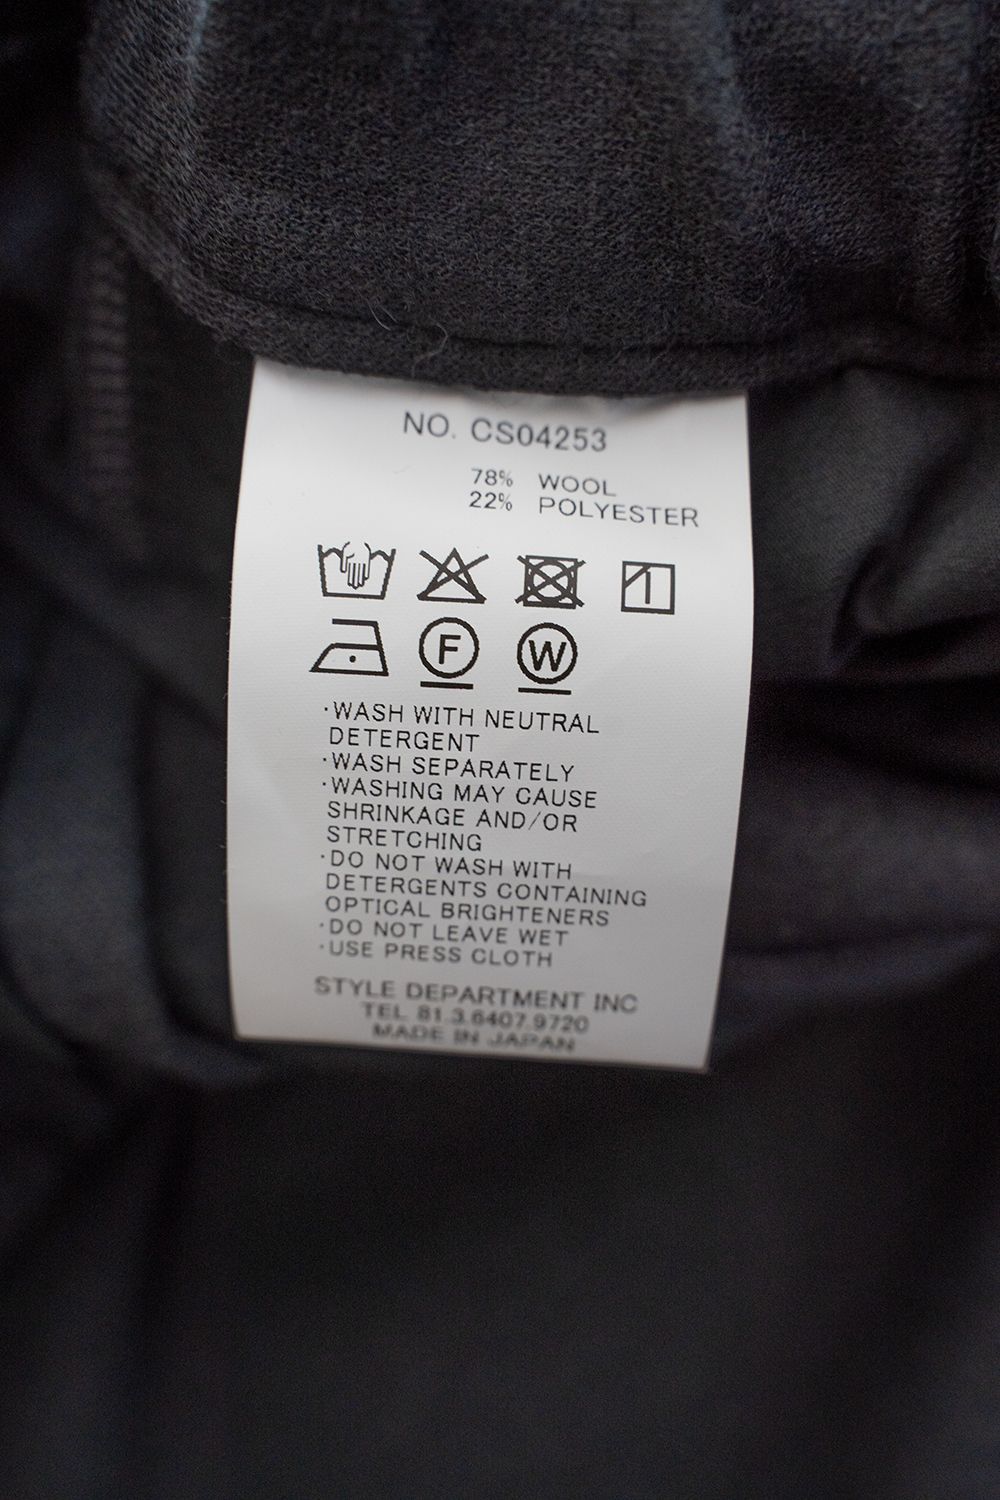 NO. CS04253
78% WOOL
22% POLYESTER
F W
·WASH WITH NEUTRAL
DETERGENT
·WASH SEPARATELY
·WASHING MAY CAUSE
SHRINKAGE AND/OR
STRETCHING
·DO NOT WASH WITH
DETERGENTS CONTAINING
OPTICAL BRIGHTENERS
·DO NOT LEAVE WET
·USE PRESS CLOTH
STYLE DEPARTMENT INC
TEL 81.3.6407.9720
MADE IN JAPAN